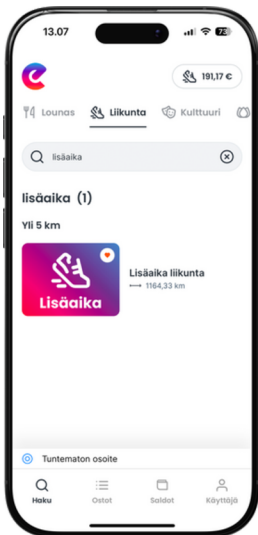 13.07
73
191,17 €
Lounas
Liikunta
Kulttuuri
lisäaika
lisäaika (1)
Yli 5 km
Lisäaika
Lisäaika liikunta
1164,33 km
Tuntematon osoite
Haku
Ostot
Saldot
Käyttäjä